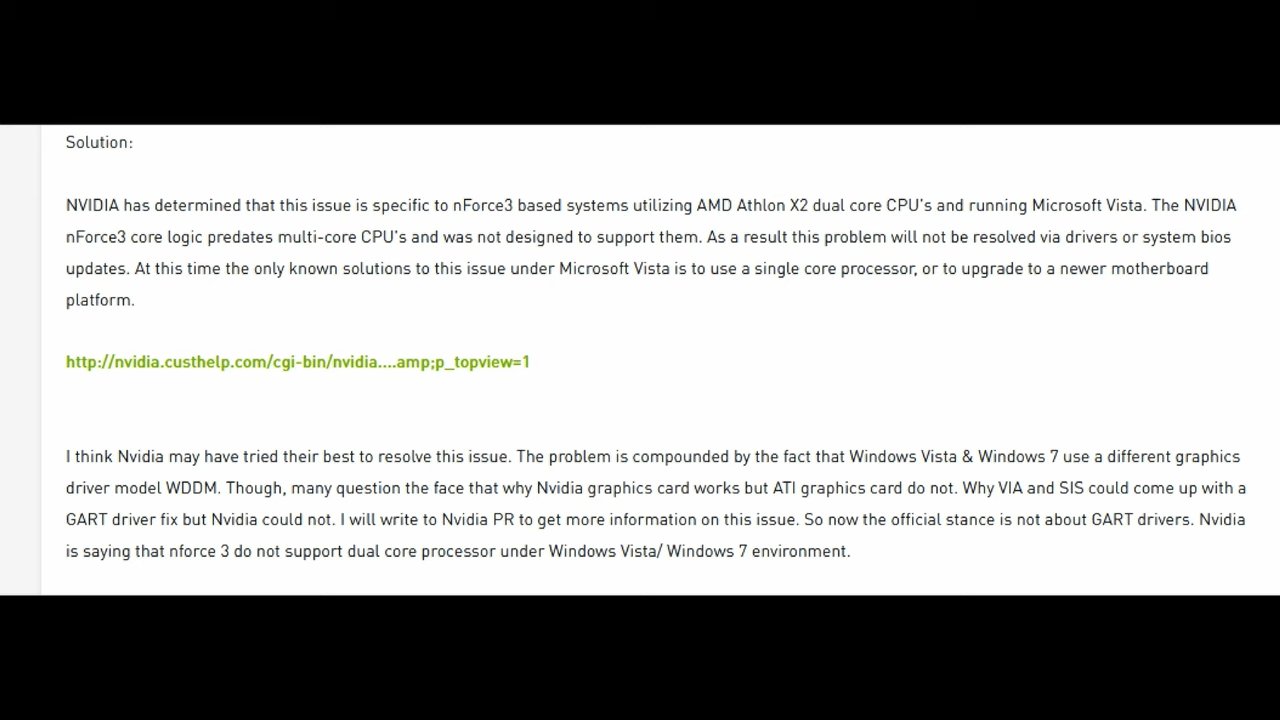 Solution:
NVIDIA has determined that this issue is specific to nForce3 based systems utilizing AMD Athlon X2 dual core CPU's and running Microsoft Vista. The NVIDIA
nForce3 core logic predates multi-core CPU's and was not designed to support them. As a result this problem will not be resolved via drivers or system bios
updates. At this time the only known solutions to this issue under Microsoft Vista is to use a single core processor, or to upgrade to a newer motherboard
platform.
http://nvidia.custhelp.com/cgi-bin/nvidia....amp;p_topview=1
I think Nvidia may have tried their best to resolve this issue. The problem is compounded by the fact that Windows Vista & Windows 7 use a different graphics
driver model WDDM. Though, many question the face that why Nvidia graphics card works but ATI graphics card do not. Why VIA and SIS could come up with a
GART driver fix but Nvidia could not. I will write to Nvidia PR to get more information on this issue. So now the official stance is not about GART drivers. Nvidia
is saying that nforce 3 do not support dual core processor under Windows Vista/ Windows 7 environment.